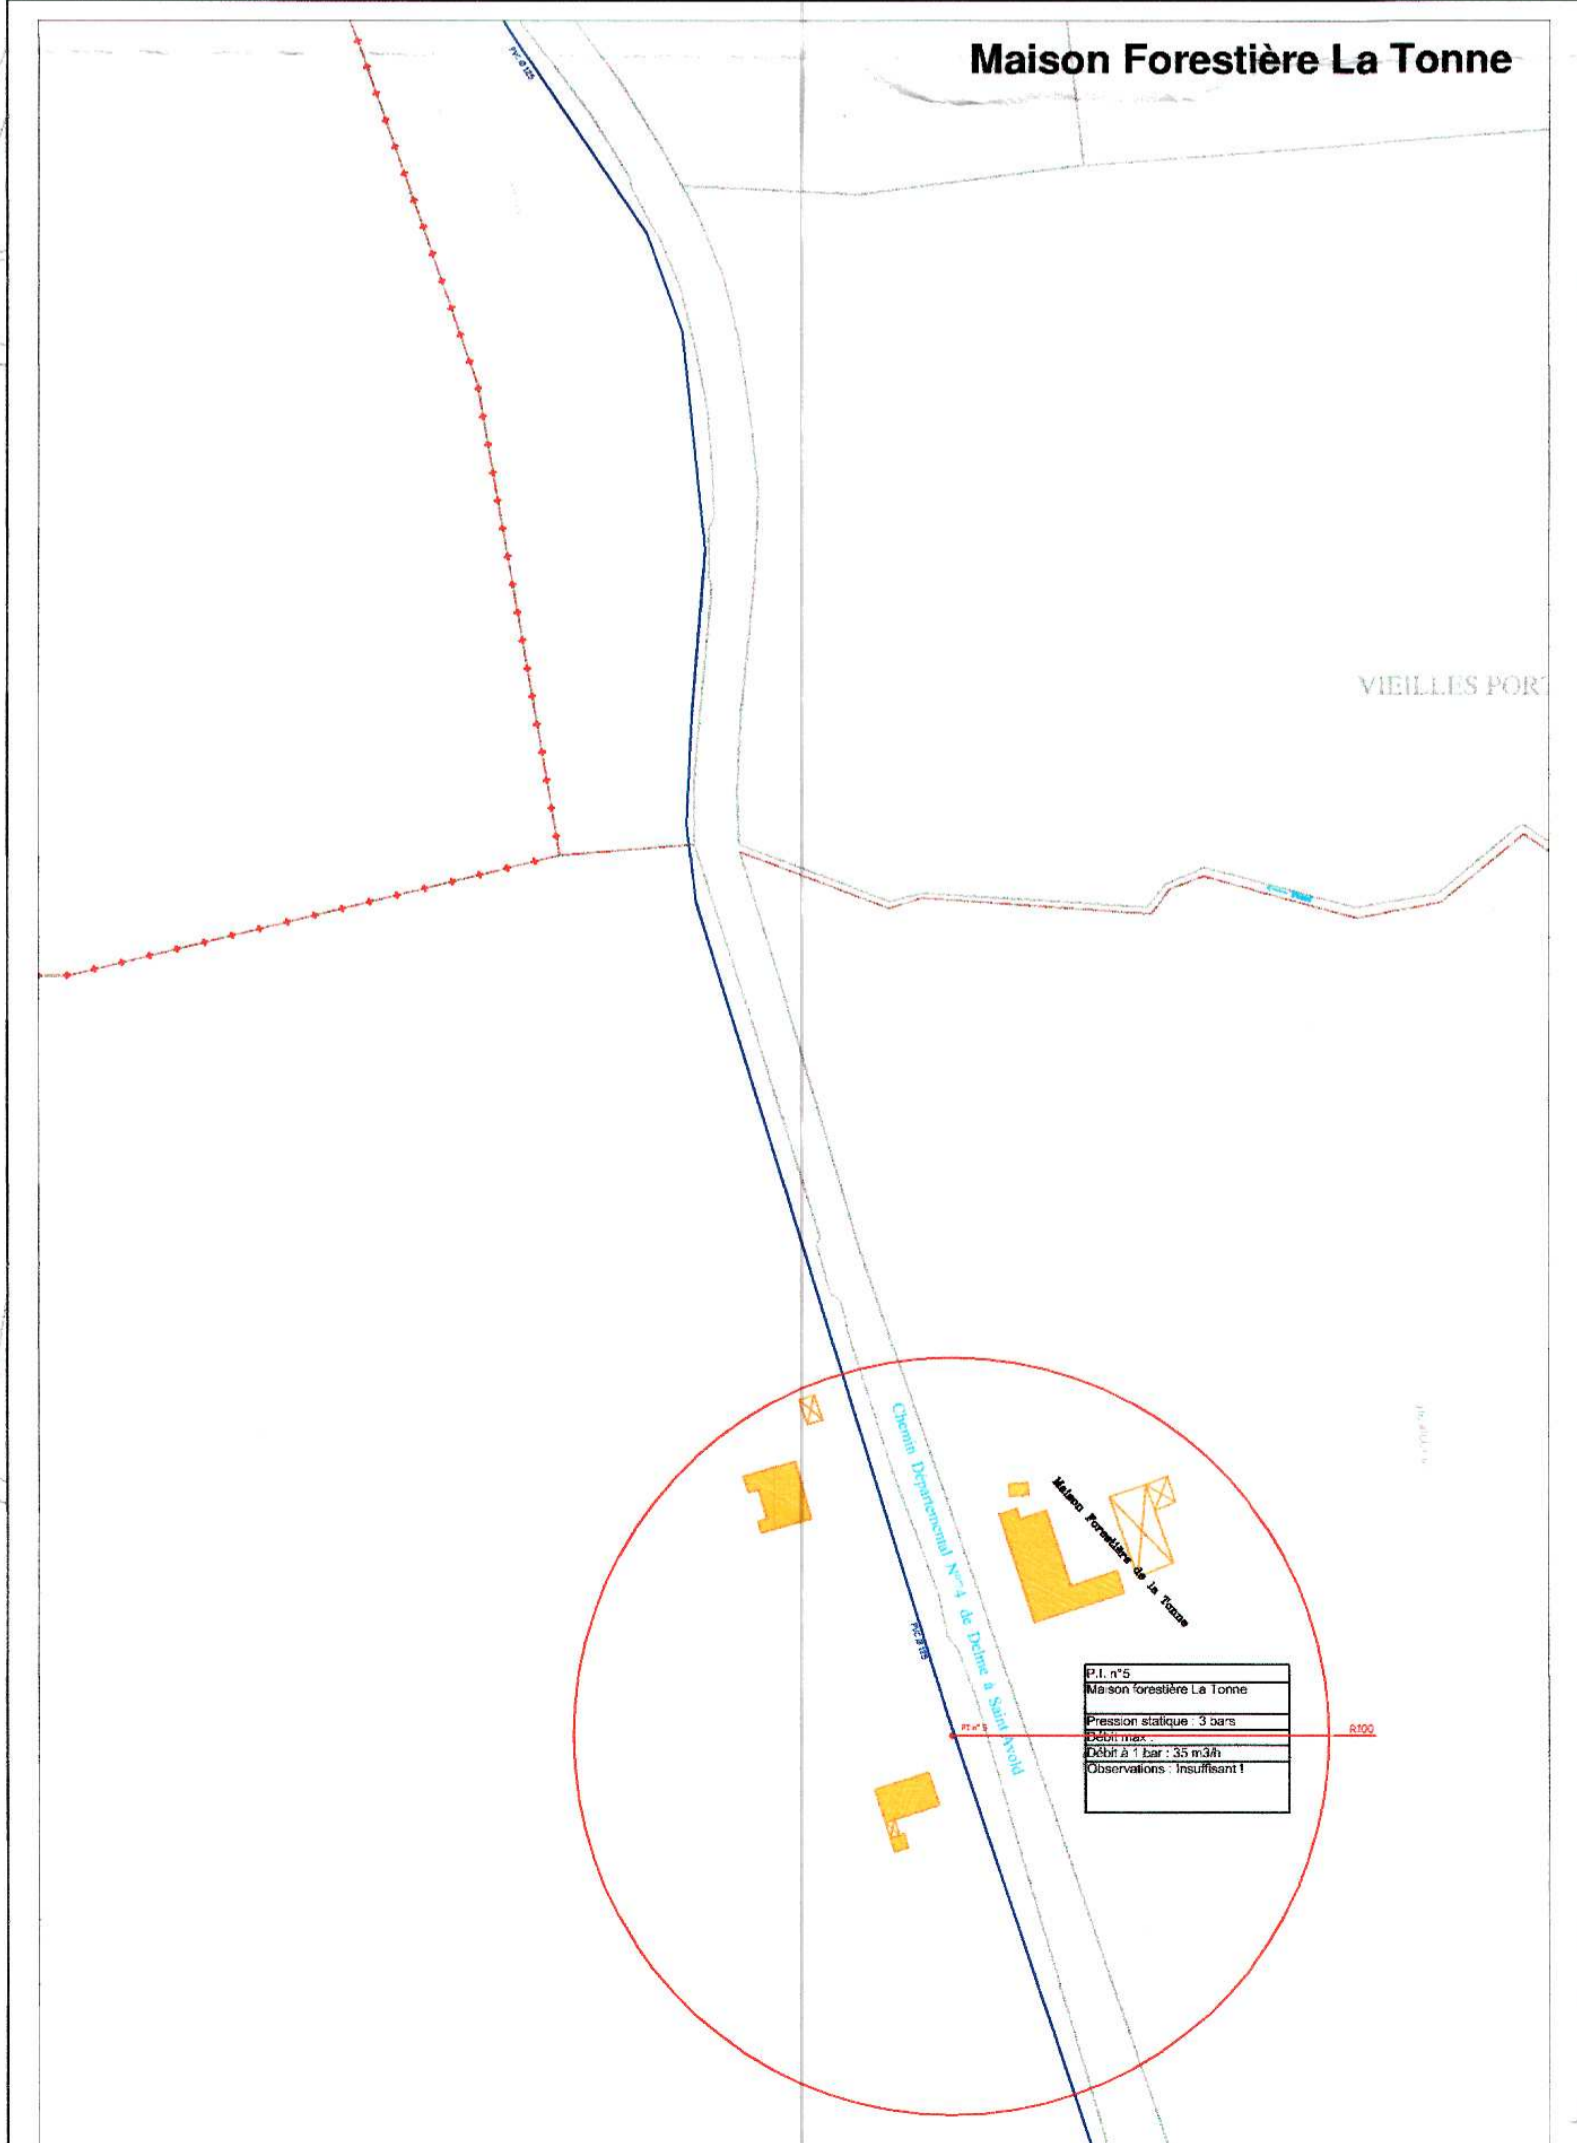 Maison Forestière La Tonne
PVC Ø 125
VIEILLES POR
Chemin Départemental N° 4 de Delme à Saint Avold
Maison Forestière de la Tonne
PVC Ø 125
P.I. n°5
Maison forestière La Tonne
Pression statique : 3 bars
Débit max :
Débit à 1 bar : 35 m3/h
Observations : Insuffisant !
PI n° 5
R100